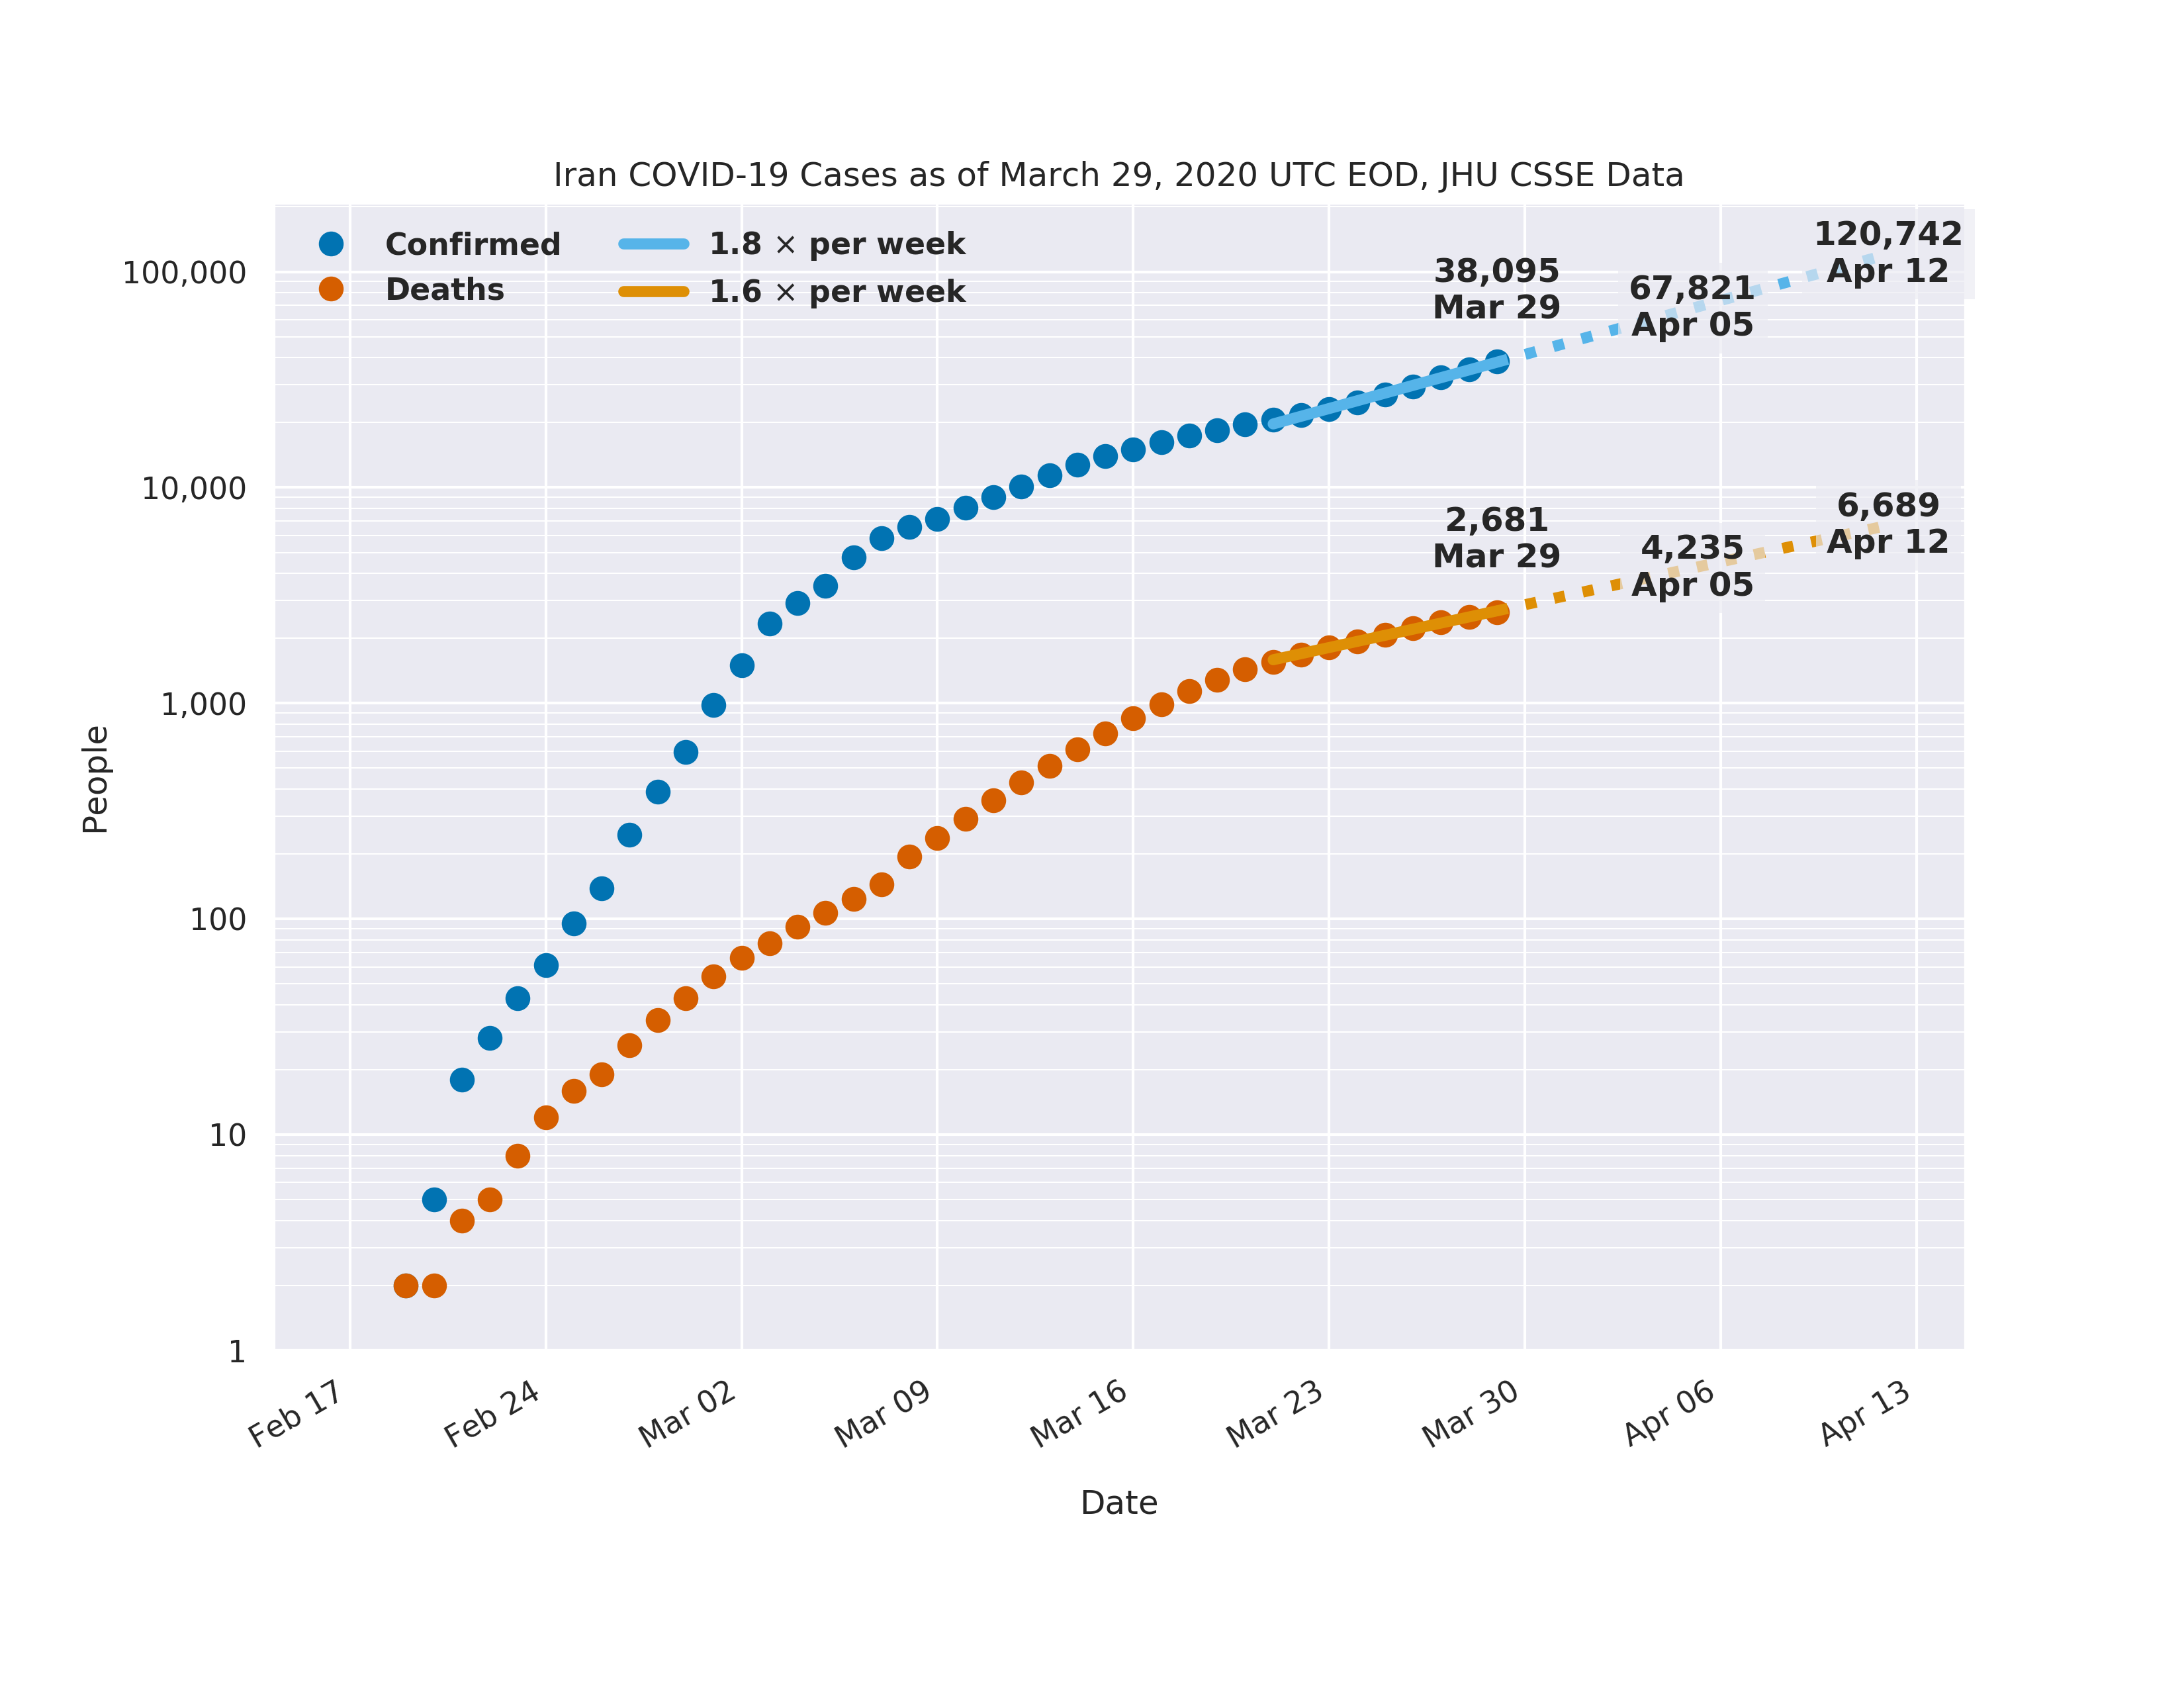 Iran COVID-19 Cases as of March 29, 2020 UTC EOD, JHU CSSE Data
Confirmed
Deaths
1.8 × per week
1.6 × per week
38,095
Mar 29
67,821
Apr 05
120,742
Apr 12
2,681
Mar 29
4,235
Apr 05
6,689
Apr 12
People
100,000
10,000
1,000
100
10
1
Feb 17
Feb 24
Mar 02
Mar 09
Mar 16
Mar 23
Mar 30
Apr 06
Apr 13
Date